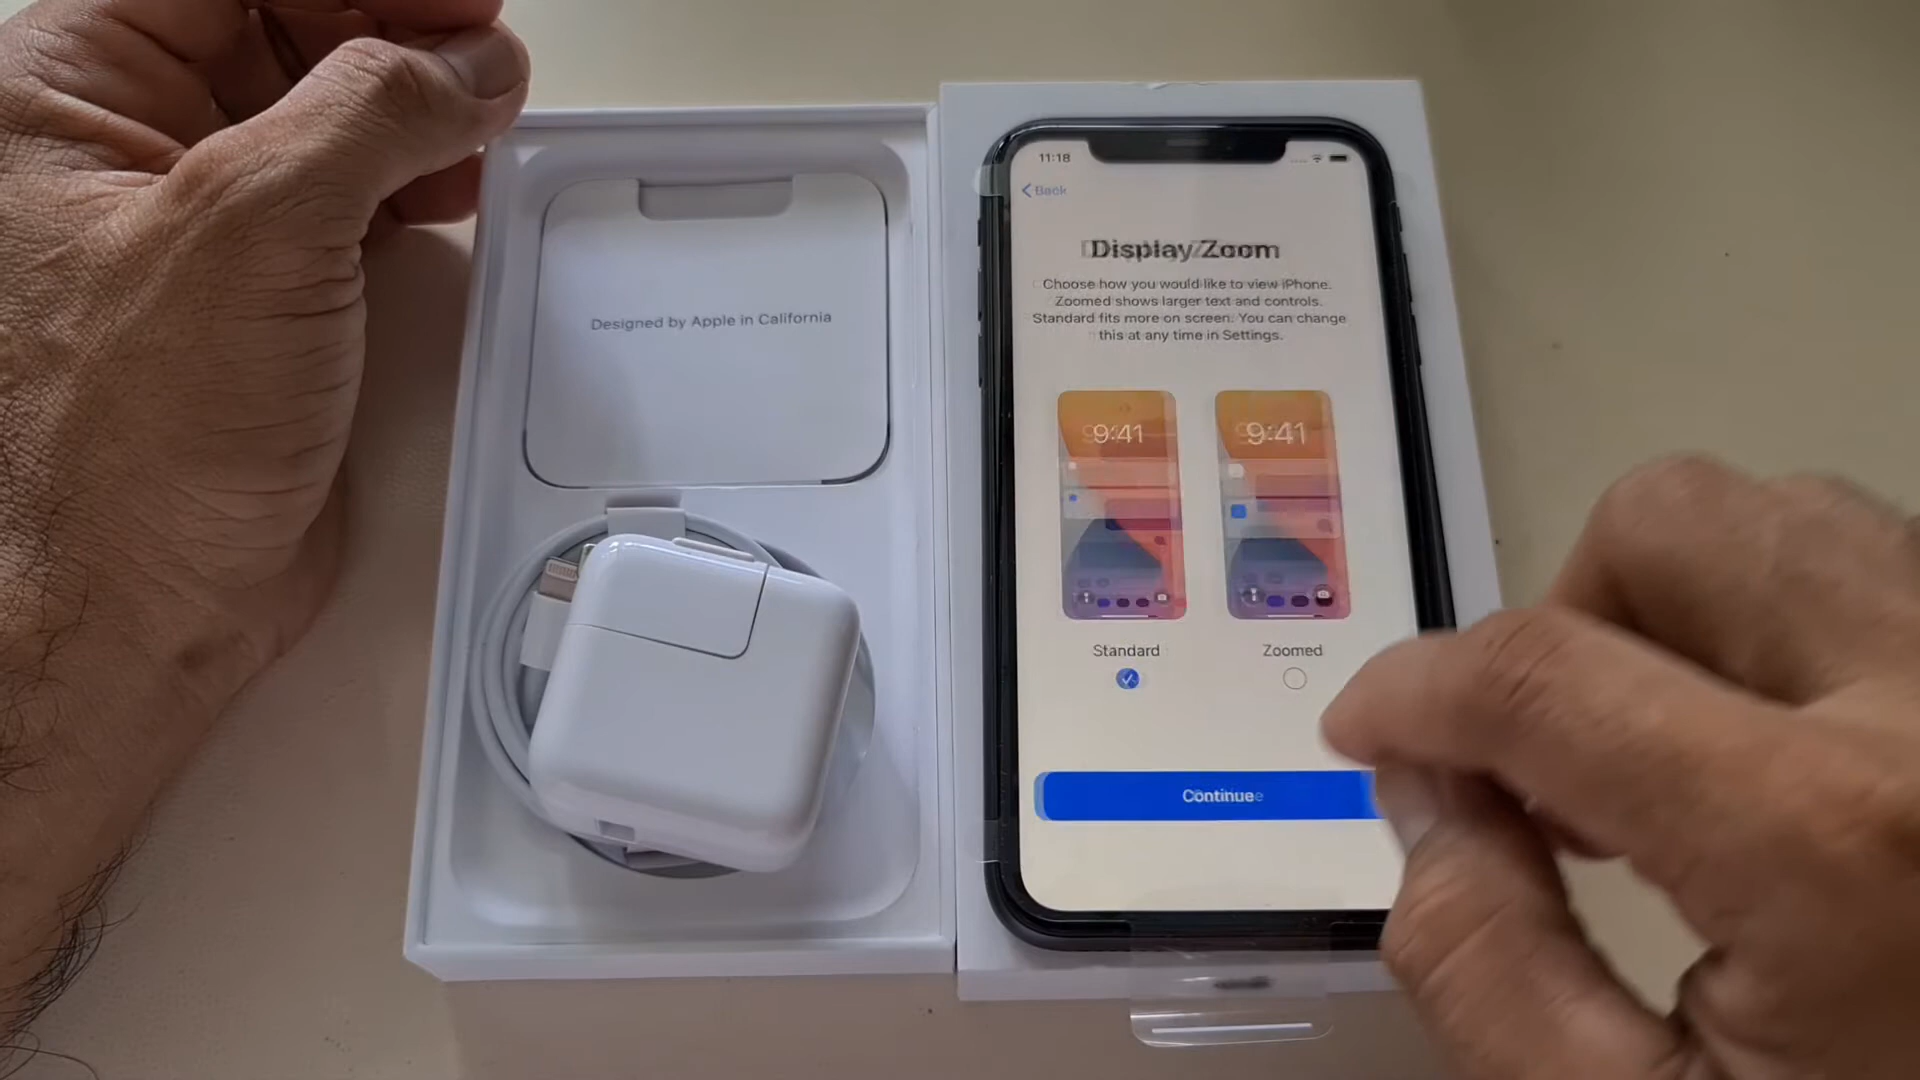 Designed by Apple in California
11:18
Back
Display Zoom
Choose how you would like to view iPhone.
Zoomed shows larger text and controls.
Standard fits more on screen. You can change
this at any time in Settings.
9:41
9:41
Standard
Zoomed
Continue